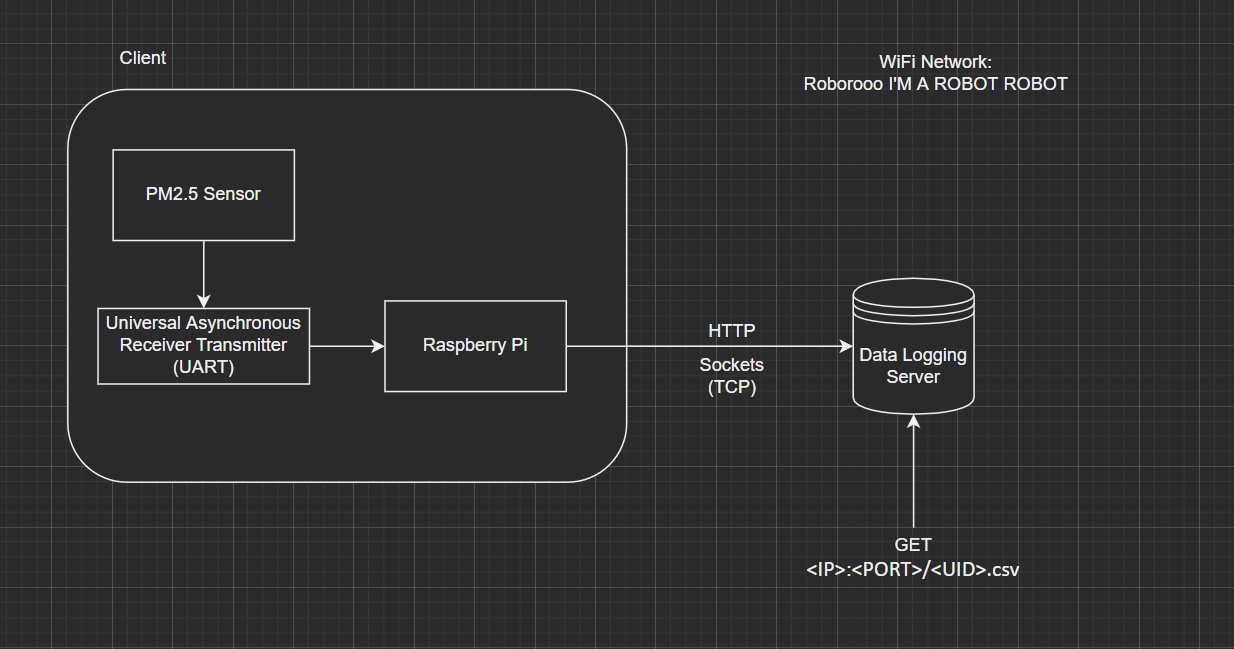 Client
WiFi Network:
Roborooo I'M A ROBOT ROBOT
PM2.5 Sensor
Universal Asynchronous
Receiver Transmitter
(UART)
Raspberry Pi
HTTP
Sockets
(TCP)
Data Logging
Server
GET
<IP>:<PORT>/<UID>.csv